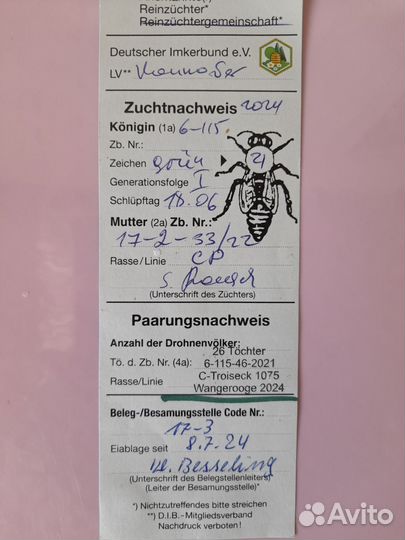 Reinzüchter*
Reinzüchtergemeinschaft*
Deutscher Imkerbund e.V.
LV** Hannover
Zuchtnachweis 2024
Königin (1a) 6-115.
Zb. Nr.:
Zeichen grün 21
Generationsfolge I
Schlüpftag 18.06
Mutter (2a) Zb. Nr.:
17-2-33/22
Rasse/Linie CP
(Unterschrift des Züchters)
Paarungsnachweis
Anzahl der Drohnenvölker:
26 Töchter
Tö. d. Zb. Nr. (4a): 6-115-46-2021
C-Troiseck 1075
Rasse/Linie Wangerooge 2024
Beleg-/Besamungsstelle Code Nr.:
17-3
Eiablage seit 8.7.24
Besseling
(Unterschrift des Belegstellenleiters)
(Leiter der Besamungsstelle)*
*) Nichtzutreffendes bitte streichen
**) D.I.B.-Mitgliedsverband
Nachdruck verboten!
Avito